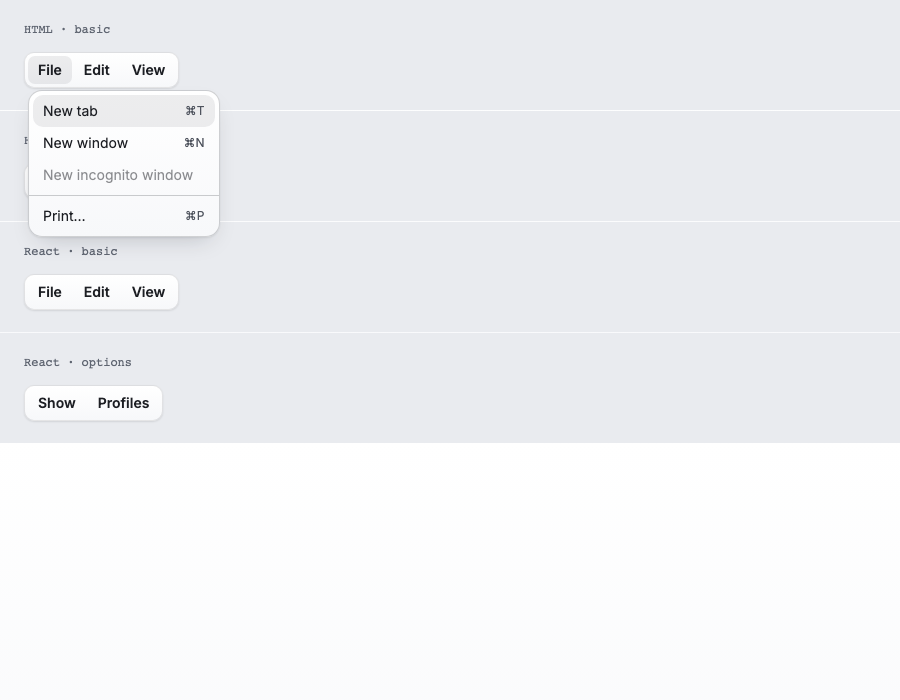 HTML · basic
File Edit View
New tab ⌘T
New window ⌘N
New incognito window
Print… ⌘P
React · basic
File Edit View
React · options
Show Profiles